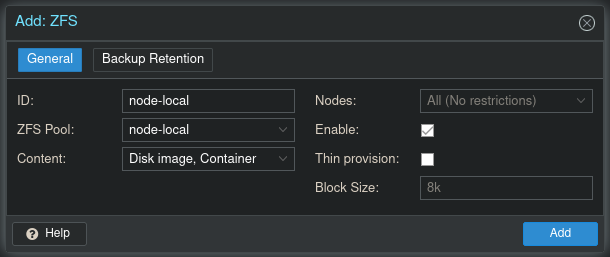 Add: ZFS
General
Backup Retention
ID:
node-local
Nodes:
All (No restrictions)
ZFS Pool:
node-local
Enable:
Content:
Disk image, Container
Thin provision:
Block Size:
8k
Help
Add